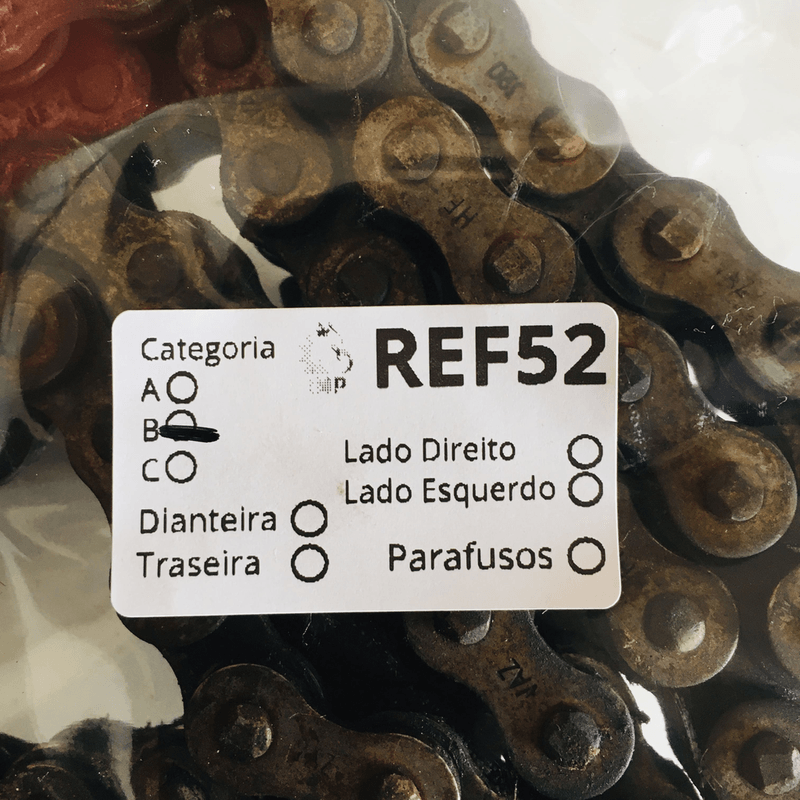 Categoria
REF52
A
B
C
Lado Direito
Lado Esquerdo
Dianteira
Traseira
Parafusos